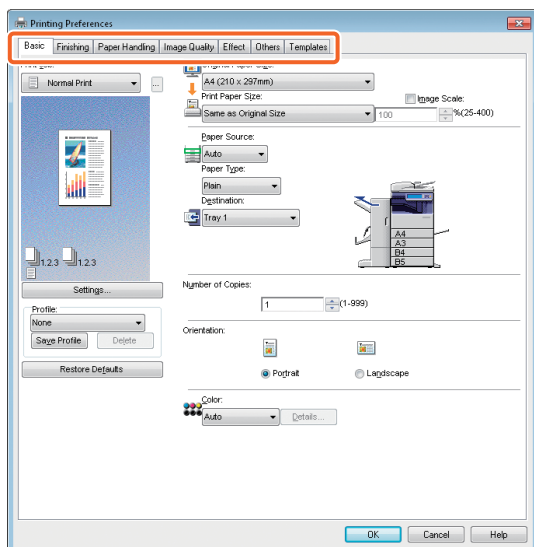 Printing Preferences
Basic Finishing Paper Handling Image Quality Effect Others Templates
Normal Print
...
1.2.3 1.2.3
Settings...
Profile:
None
Save Profile Delete
Restore Defaults
A4 (210 x 297mm)
Print Paper Size:
Same as Original Size
Image Scale:
100 %(25-400)
Paper Source:
Auto
Paper Type:
Plain
Destination:
Tray 1
A4
A3
B4
B5
Number of Copies:
1 (1-999)
Orientation:
Portrait Landscape
Color:
Auto Details...
OK Cancel Help